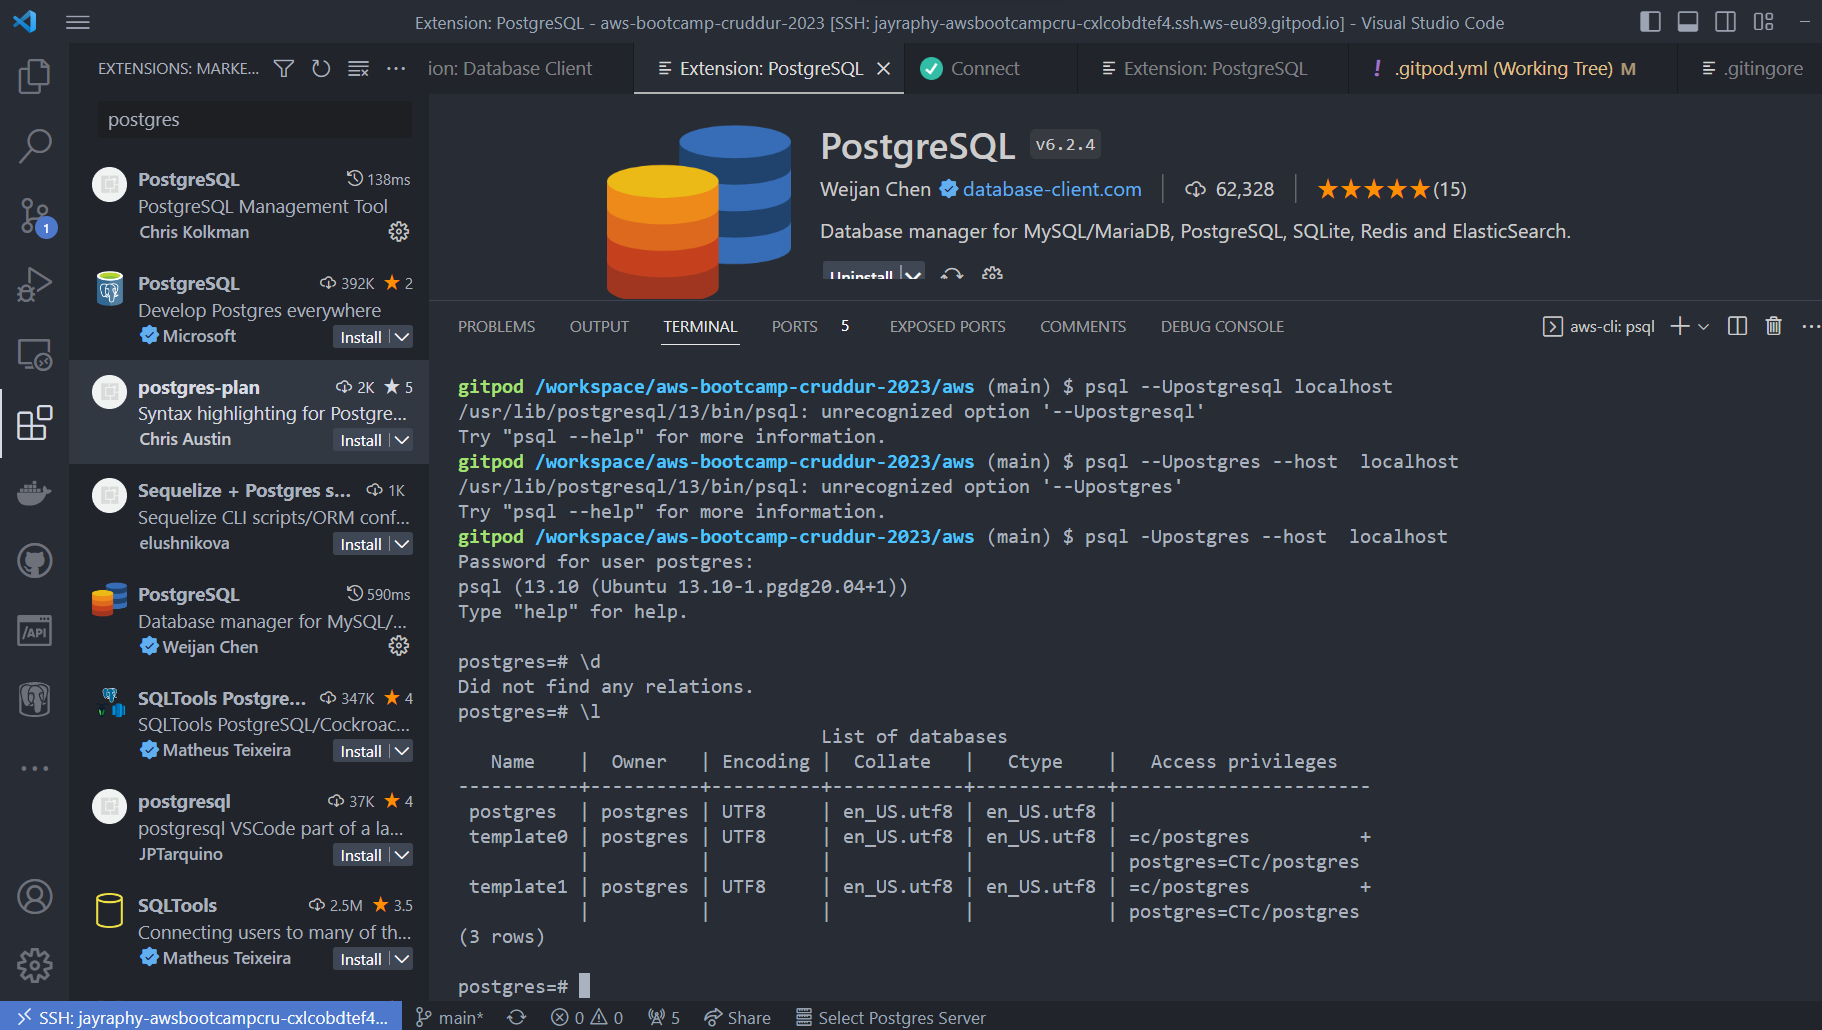 Extension: PostgreSQL - aws-bootcamp-cruddur-2023 [SSH: jayraphy-awsbootcampcru-cxlcobdtef4.ssh.ws-eu89.gitpod.io] - Visual Studio Code
EXTENSIONS: MARKE...
ion: Database Client
Extension: PostgreSQL
Connect
Extension: PostgreSQL
! .gitpod.yml (Working Tree) M
.gitingore
postgres
PostgreSQL 138ms
PostgreSQL Management Tool
Chris Kolkman
PostgreSQL 392K 2
Develop Postgres everywhere
Microsoft Install
postgres-plan 2K 5
Syntax highlighting for Postgre...
Chris Austin Install
Sequelize + Postgres s... 1K
Sequelize CLI scripts/ORM conf...
elushnikova Install
PostgreSQL 590ms
Database manager for MySQL/...
Weijan Chen
SQLTools Postgre... 347K 4
SQLTools PostgreSQL/Cockroac...
Matheus Teixeira Install
postgresql 37K 4
postgresql VSCode part of a la...
JPTarquino Install
SQLTools 2.5M 3.5
Connecting users to many of th...
Matheus Teixeira Install
1
/API
PostgreSQL v6.2.4
Weijan Chen database-client.com 62,328 (15)
Database manager for MySQL/MariaDB, PostgreSQL, SQLite, Redis and ElasticSearch.
Uninstall
PROBLEMS OUTPUT TERMINAL PORTS 5 EXPOSED PORTS COMMENTS DEBUG CONSOLE aws-cli: psql
gitpod /workspace/aws-bootcamp-cruddur-2023/aws (main) $ psql --Upostgresql localhost
/usr/lib/postgresql/13/bin/psql: unrecognized option '--Upostgresql'
Try "psql --help" for more information.
gitpod /workspace/aws-bootcamp-cruddur-2023/aws (main) $ psql --Upostgres --host  localhost
/usr/lib/postgresql/13/bin/psql: unrecognized option '--Upostgres'
Try "psql --help" for more information.
gitpod /workspace/aws-bootcamp-cruddur-2023/aws (main) $ psql -Upostgres --host  localhost
Password for user postgres:
psql (13.10 (Ubuntu 13.10-1.pgdg20.04+1))
Type "help" for help.
postgres=# \d
Did not find any relations.
postgres=# \l
List of databases
Name | Owner | Encoding | Collate | Ctype | Access privileges
-----------+----------+----------+------------+------------+-----------------------
postgres | postgres | UTF8 | en_US.utf8 | en_US.utf8 |
template0 | postgres | UTF8 | en_US.utf8 | en_US.utf8 | =c/postgres +
| | | | | postgres=CTc/postgres
template1 | postgres | UTF8 | en_US.utf8 | en_US.utf8 | =c/postgres +
| | | | | postgres=CTc/postgres
(3 rows)
postgres=#
SSH: jayraphy-awsbootcampcru-cxlcobdtef4... main* 0 0 5 Share Select Postgres Server